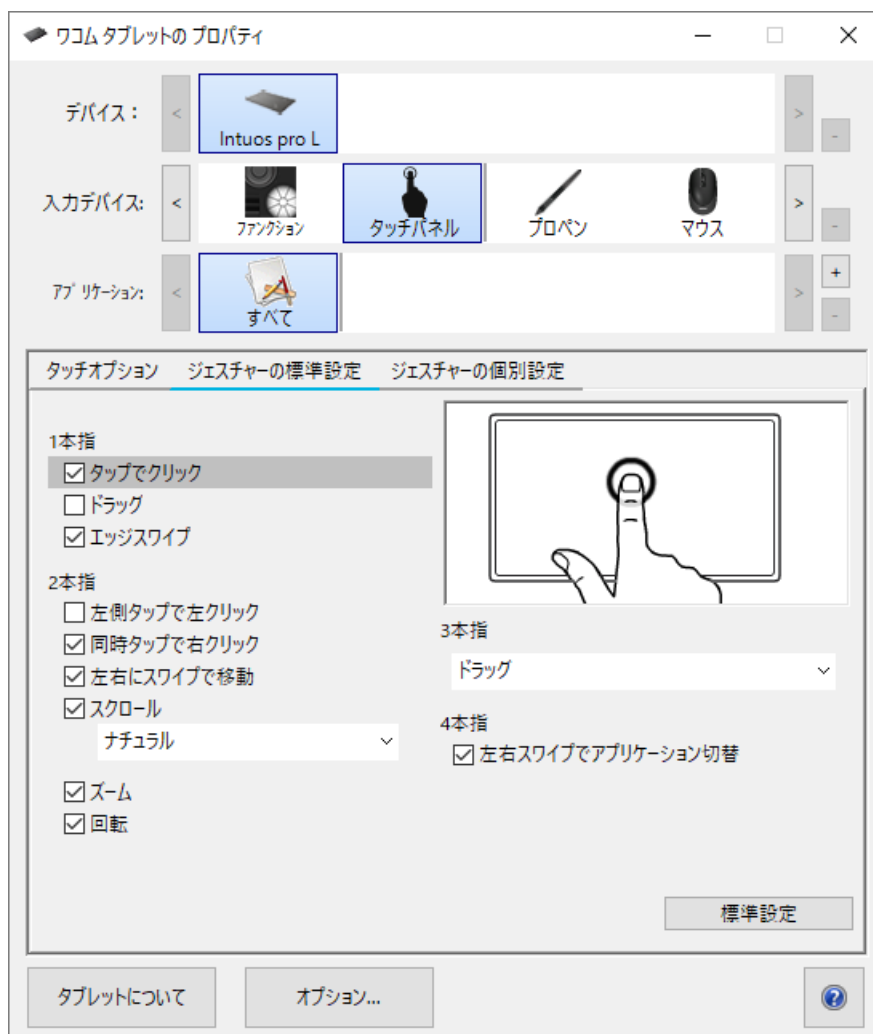 ワコム タブレットの プロパティ
デバイス：
<
Intuos pro L
>
-
入力デバイス:
<
ファンクション
タッチパネル
プロペン
マウス
>
-
アプリケーション:
<
すべて
>
+
-
タッチオプション
ジェスチャーの標準設定
ジェスチャーの個別設定
1本指
タップでクリック
ドラッグ
エッジスワイプ
2本指
左側タップで左クリック
同時タップで右クリック
左右にスワイプで移動
スクロール
ナチュラル
ズーム
回転
3本指
ドラッグ
4本指
左右スワイプでアプリケーション切替
標準設定
タブレットについて
オプション...
?